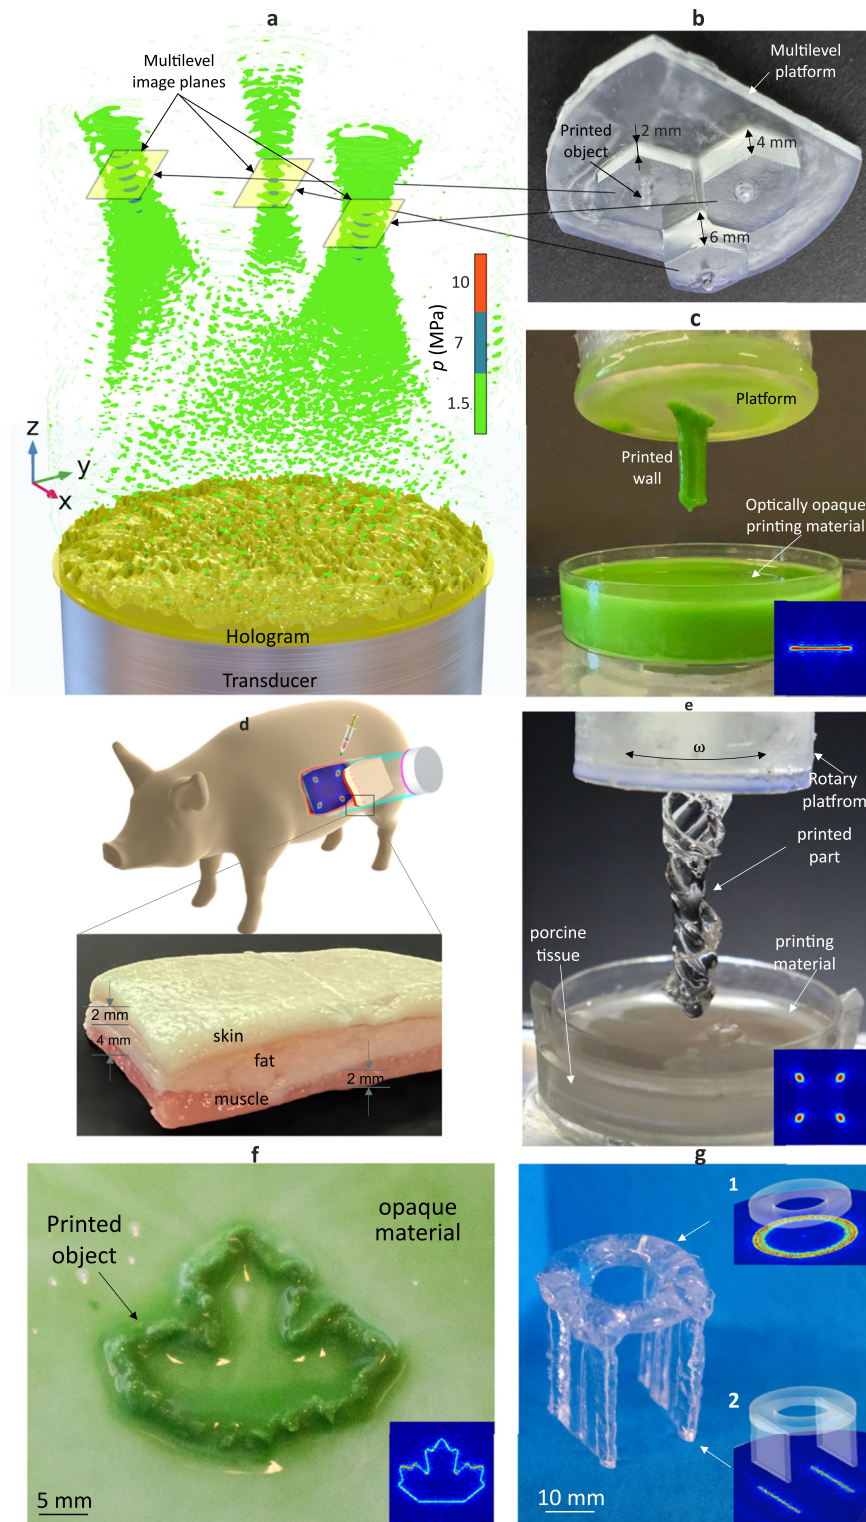 a
Multilevel
image planes
10
7
1.5
p (MPa)
z
y
x
Hologram
Transducer
b
Multilevel
platform
2 mm
Printed
object
4 mm
6 mm
c
Platform
Printed
wall
Optically opaque
printing material
d
2 mm
4 mm
skin
fat
2 mm
muscle
e
ω
Rotary
platfrom
printed
part
porcine
tissue
printing
material
f
Printed
object
opaque
material
5 mm
g
1
2
10 mm